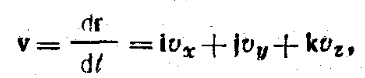 v = dr/dt = iv_x + jv_y + kv_z,